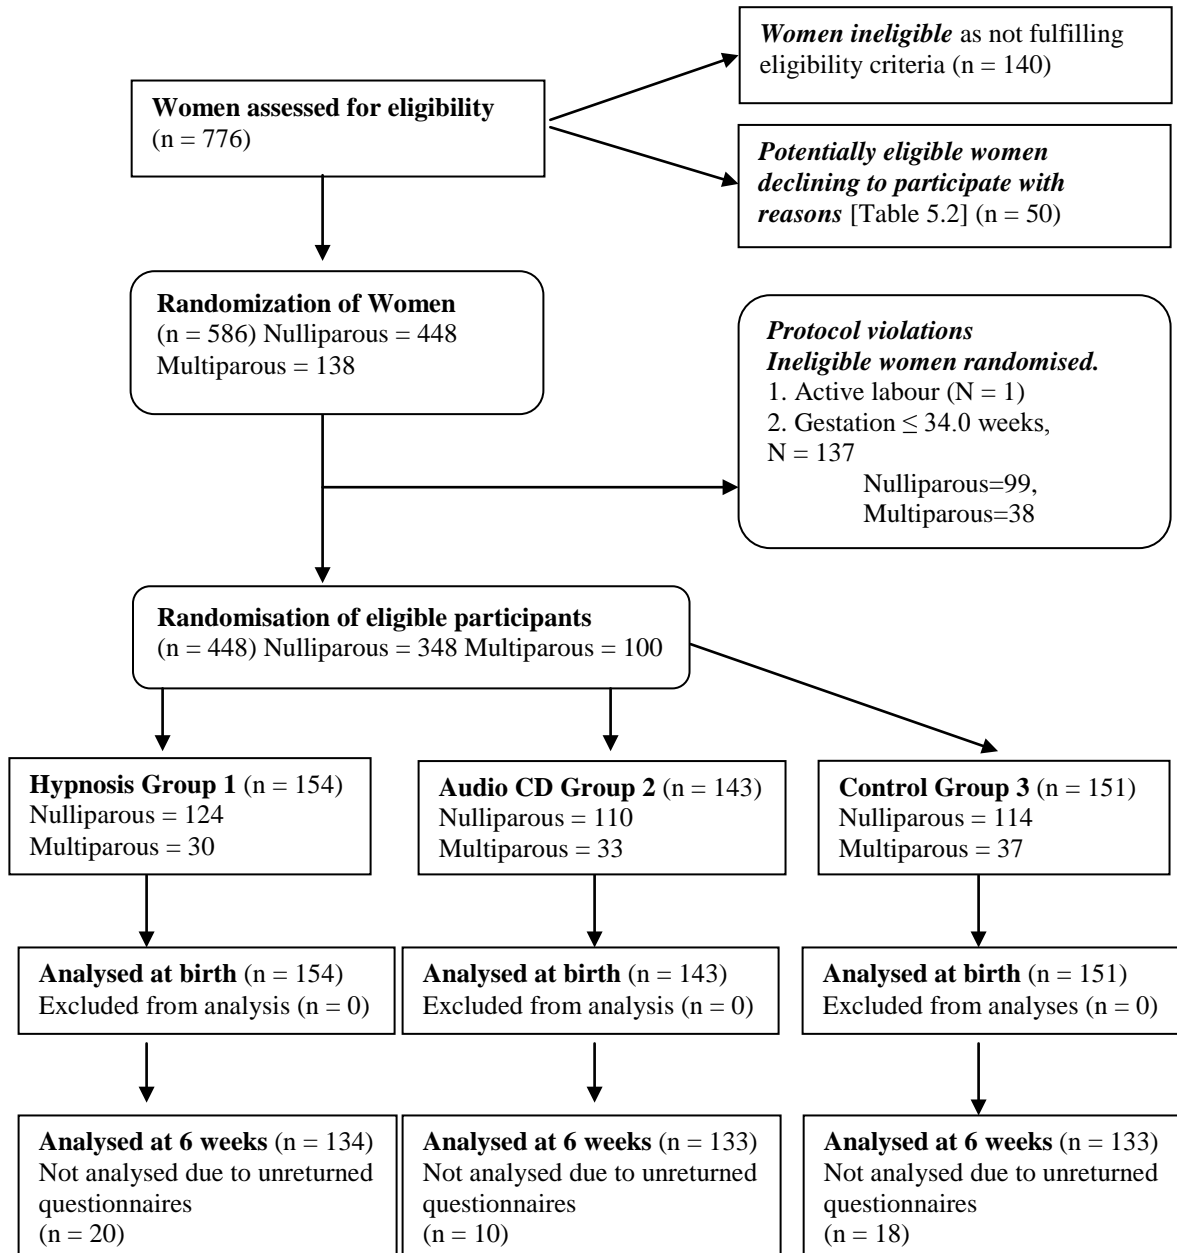 Women ineligible as not fulfilling
eligibility criteria (n = 140)
Women assessed for eligibility
(n = 776)
Potentially eligible women
declining to participate with
reasons [Table 5.2] (n = 50)
Randomization of Women
(n = 586) Nulliparous = 448
Multiparous = 138
Protocol violations
Ineligible women randomised.
1. Active labour (N = 1)
2. Gestation ≤ 34.0 weeks,
N = 137
Nulliparous=99,
Multiparous=38
Randomisation of eligible participants
(n = 448) Nulliparous = 348 Multiparous = 100
Hypnosis Group 1 (n = 154)
Nulliparous = 124
Multiparous = 30
Audio CD Group 2 (n = 143)
Nulliparous = 110
Multiparous = 33
Control Group 3 (n = 151)
Nulliparous = 114
Multiparous = 37
Analysed at birth (n = 154)
Excluded from analysis (n = 0)
Analysed at birth (n = 143)
Excluded from analysis (n = 0)
Analysed at birth (n = 151)
Excluded from analyses (n = 0)
Analysed at 6 weeks (n = 134)
Not analysed due to unreturned
questionnaires
(n = 20)
Analysed at 6 weeks (n = 133)
Not analysed due to unreturned
questionnaires
(n = 10)
Analysed at 6 weeks (n = 133)
Not analysed due to unreturned
questionnaires
(n = 18)